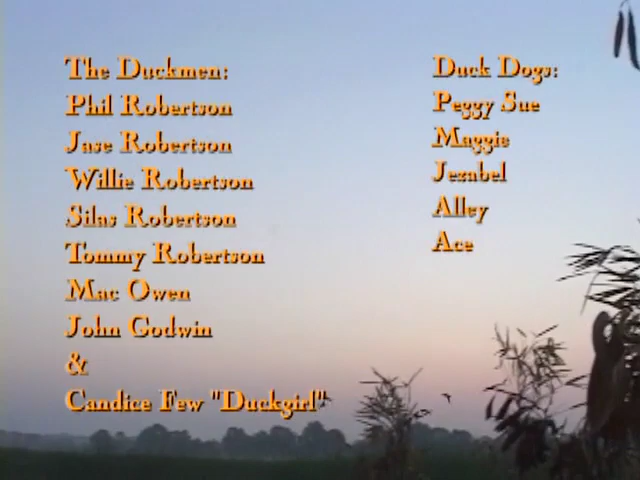 The Duckmen:
Phil Robertson
Jase Robertson
Willie Robertson
Silas Robertson
Tommy Robertson
Mac Owen
John Godwin
&
Candice Few "Duckgirl"
Duck Dogs:
Peggy Sue
Maggie
Jezabel
Alley
Ace